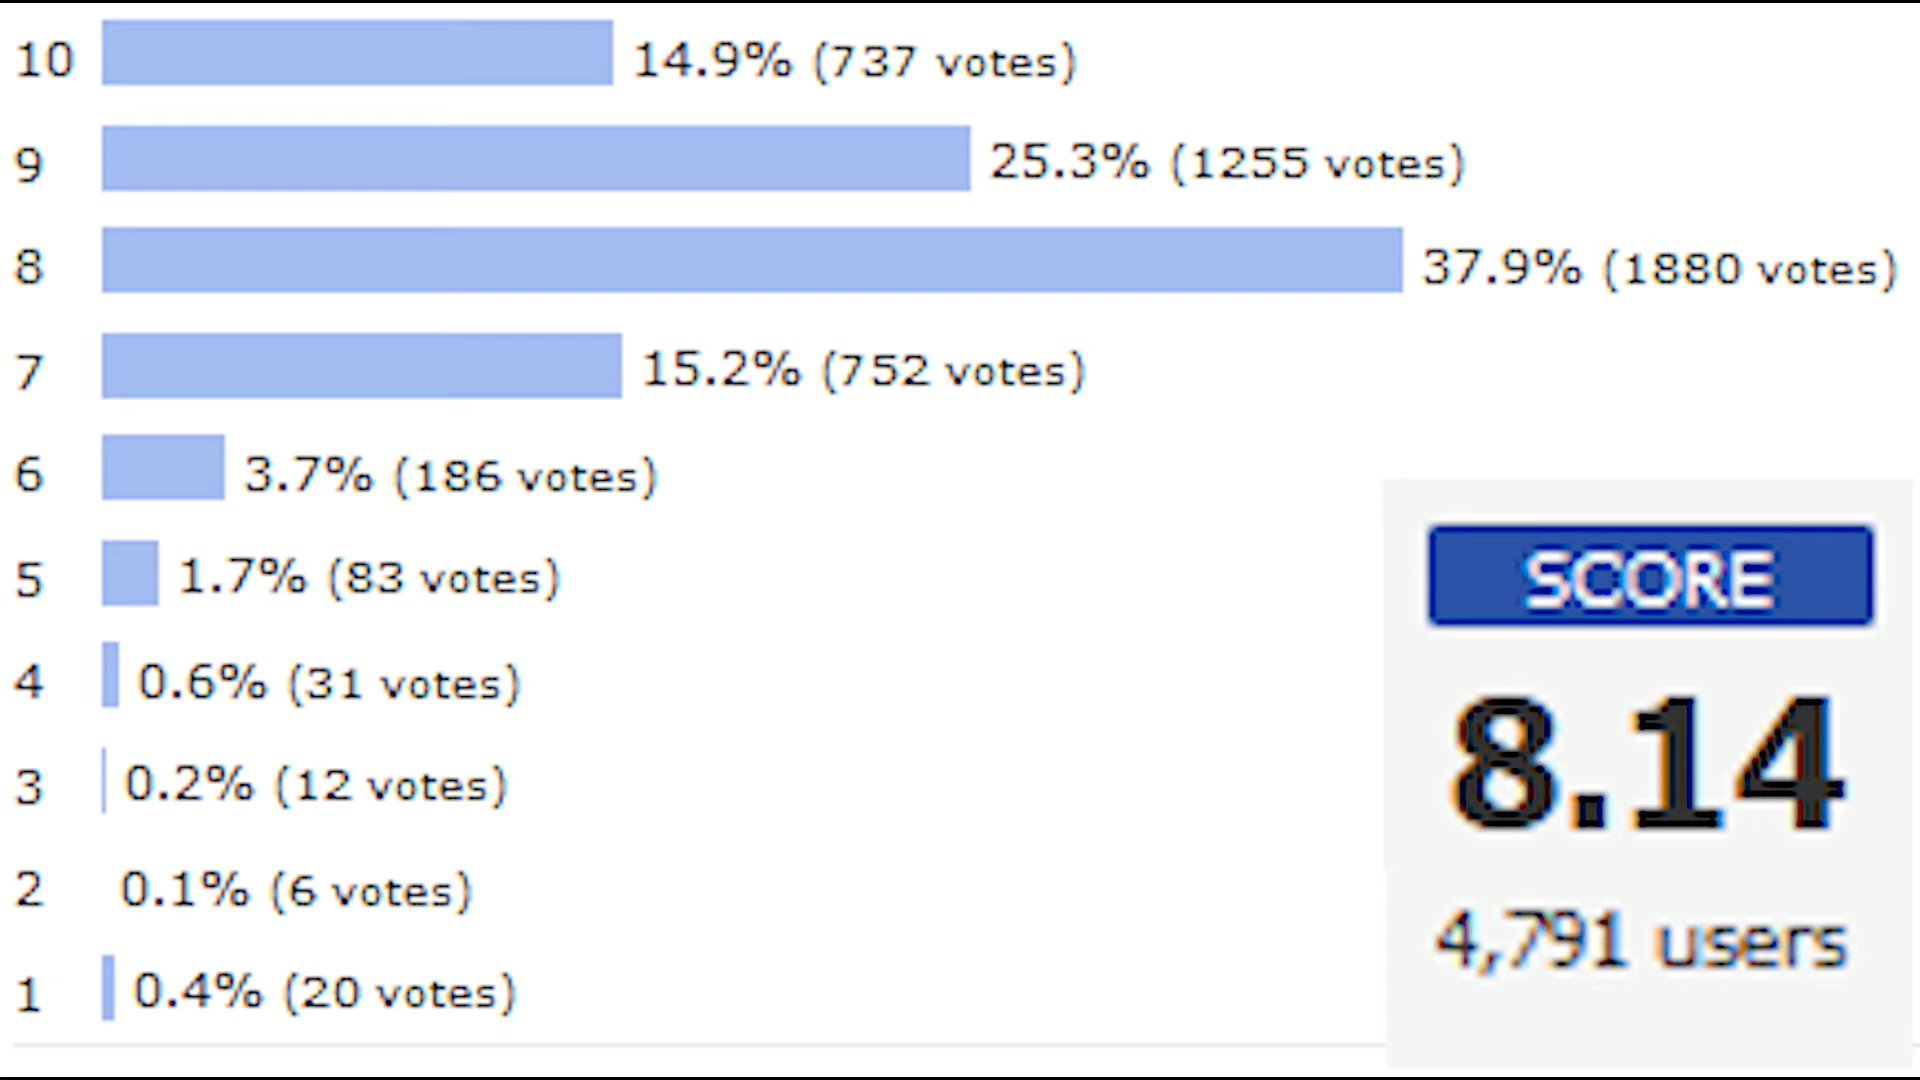 10 14.9% (737 votes)
9 25.3% (1255 votes)
8 37.9% (1880 votes)
7 15.2% (752 votes)
6 3.7% (186 votes)
5 1.7% (83 votes)
4 0.6% (31 votes)
3 0.2% (12 votes)
2 0.1% (6 votes)
1 0.4% (20 votes)
SCORE
8.14
4,791 users